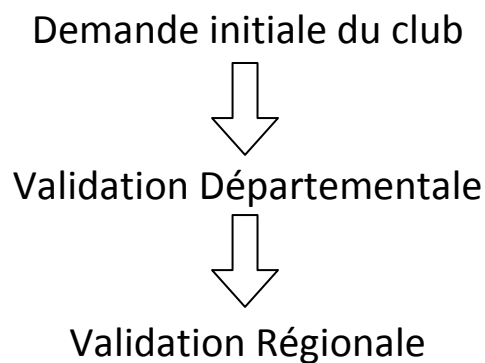 Demande initiale du club
Validation Départementale
Validation Régionale